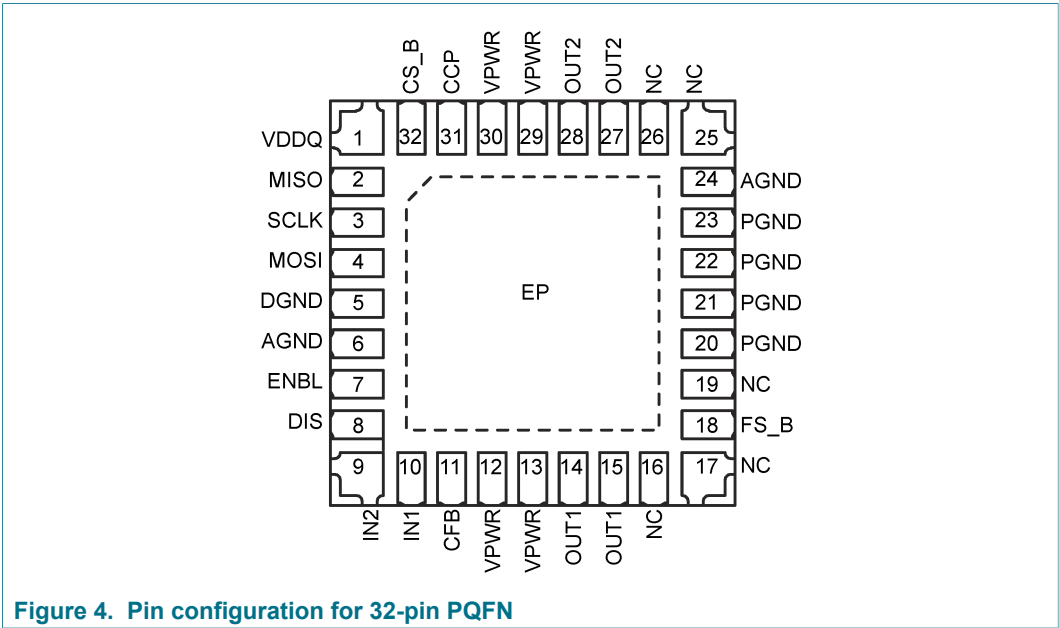 CS_B
CCP
VPWR
VPWR
OUT2
OUT2
NC
NC
32
31
30
29
28
27
26
25
VDDQ 1
MISO 2
SCLK 3
MOSI 4
DGND 5
AGND 6
ENBL 7
DIS 8
9
EP
24 AGND
23 PGND
22 PGND
21 PGND
20 PGND
19 NC
18 FS_B
17 NC
10
11
12
13
14
15
16
IN2
IN1
CFB
VPWR
VPWR
OUT1
OUT1
NC
Figure 4. Pin configuration for 32-pin PQFN